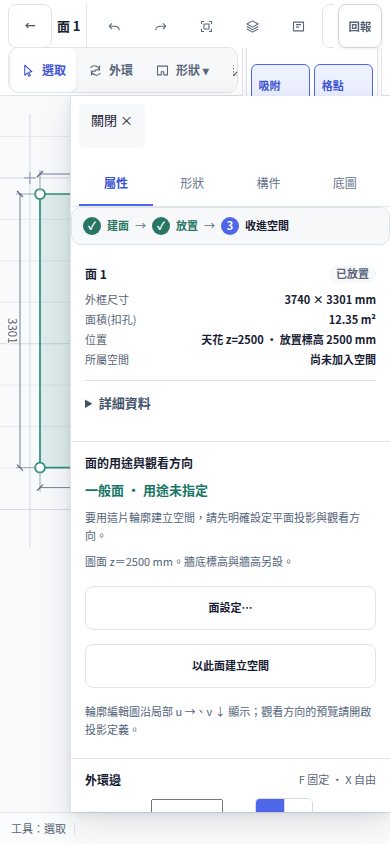 ← 面 1 回報
選取 外環 形狀 ▾ 吸附 格點
關閉 ×
屬性 形狀 構件 底圖
✓ 建面 → ✓ 放置 → 3 收進空間
面 1 已放置
外框尺寸 3740 × 3301 mm
面積(扣孔) 12.35 m²
位置 天花 z=2500 · 放置標高 2500 mm
所屬空間 尚未加入空間
3301
▶ 詳細資料
面的用途與觀看方向
一般面 · 用途未指定
要用這片輪廓建立空間，請先明確設定平面投影與觀看方
向。
圖面 z＝2500 mm。牆底標高與牆高另設。
面設定…
以此面建立空間
輪廓編輯圖沿局部 u →、v ↓ 顯示；觀看方向的預覽請開啟
投影定義。
外環邊 F 固定 · X 自由
工具：選取